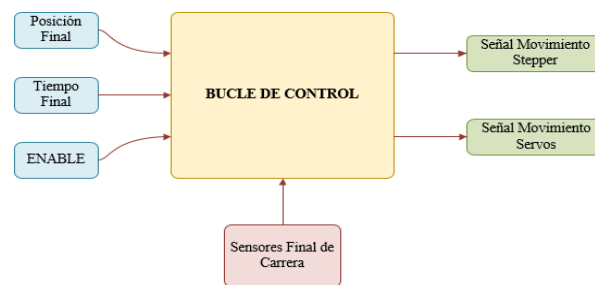 Posición
Final
Tiempo
Final
ENABLE
BUCLE DE CONTROL
Señal Movimiento
Stepper
Señal Movimiento
Servos
Sensores Final de
Carrera